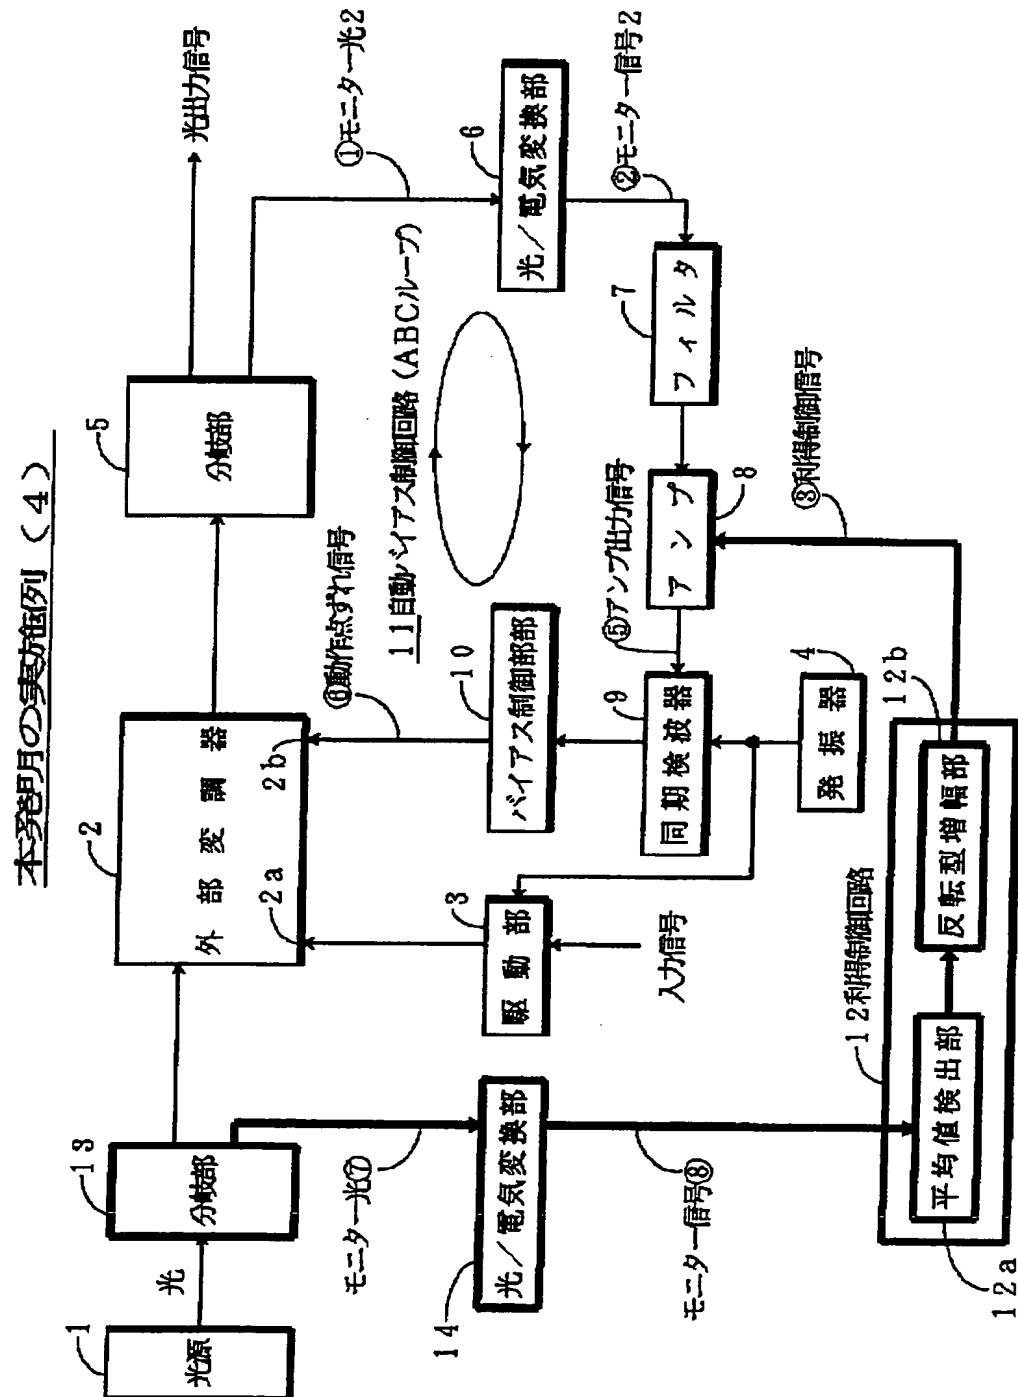 本発明の実施例（4）
1
光源
光
13
分岐部
2
外部変調器
2a
2b
5
分岐部
光出力信号
①モニター光2
モニター光⑦
14
光／電気変換部
3
駆動部
入力信号
⑥動作点ずれ信号
10
バイアス制御部部
11自動バイアス制御回路（ABCループ）
6
光／電気変換部
②モニター信号2
9
同期検波器
⑤アンプ出力信号
アンプ
8
7
フィルタ
モニター信号⑧
4
発振器
③利得制御信号
12利得制御回路
12a
平均値検出部
12b
反転型増幅部